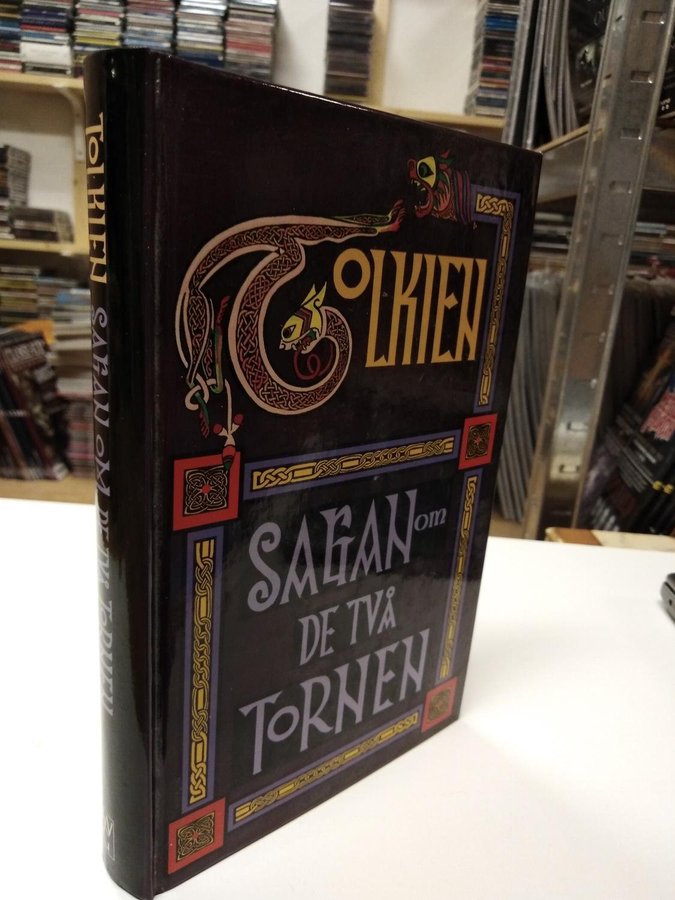 TOLKIEN
SAGAN om
DE TVÅ
TORNEN
TOLKIEN SAGAN OM DE TVÅ TORNEN